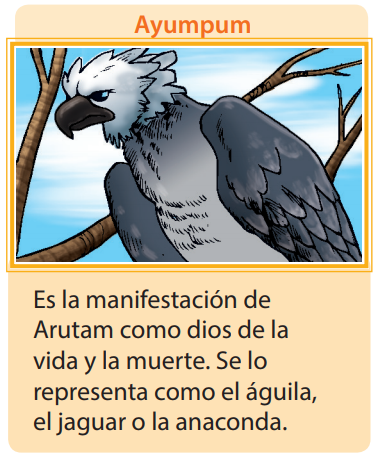 Ayumpum
Es la manifestación de
Arutam como dios de la
vida y la muerte. Se lo
representa como el águila,
el jaguar o la anaconda.